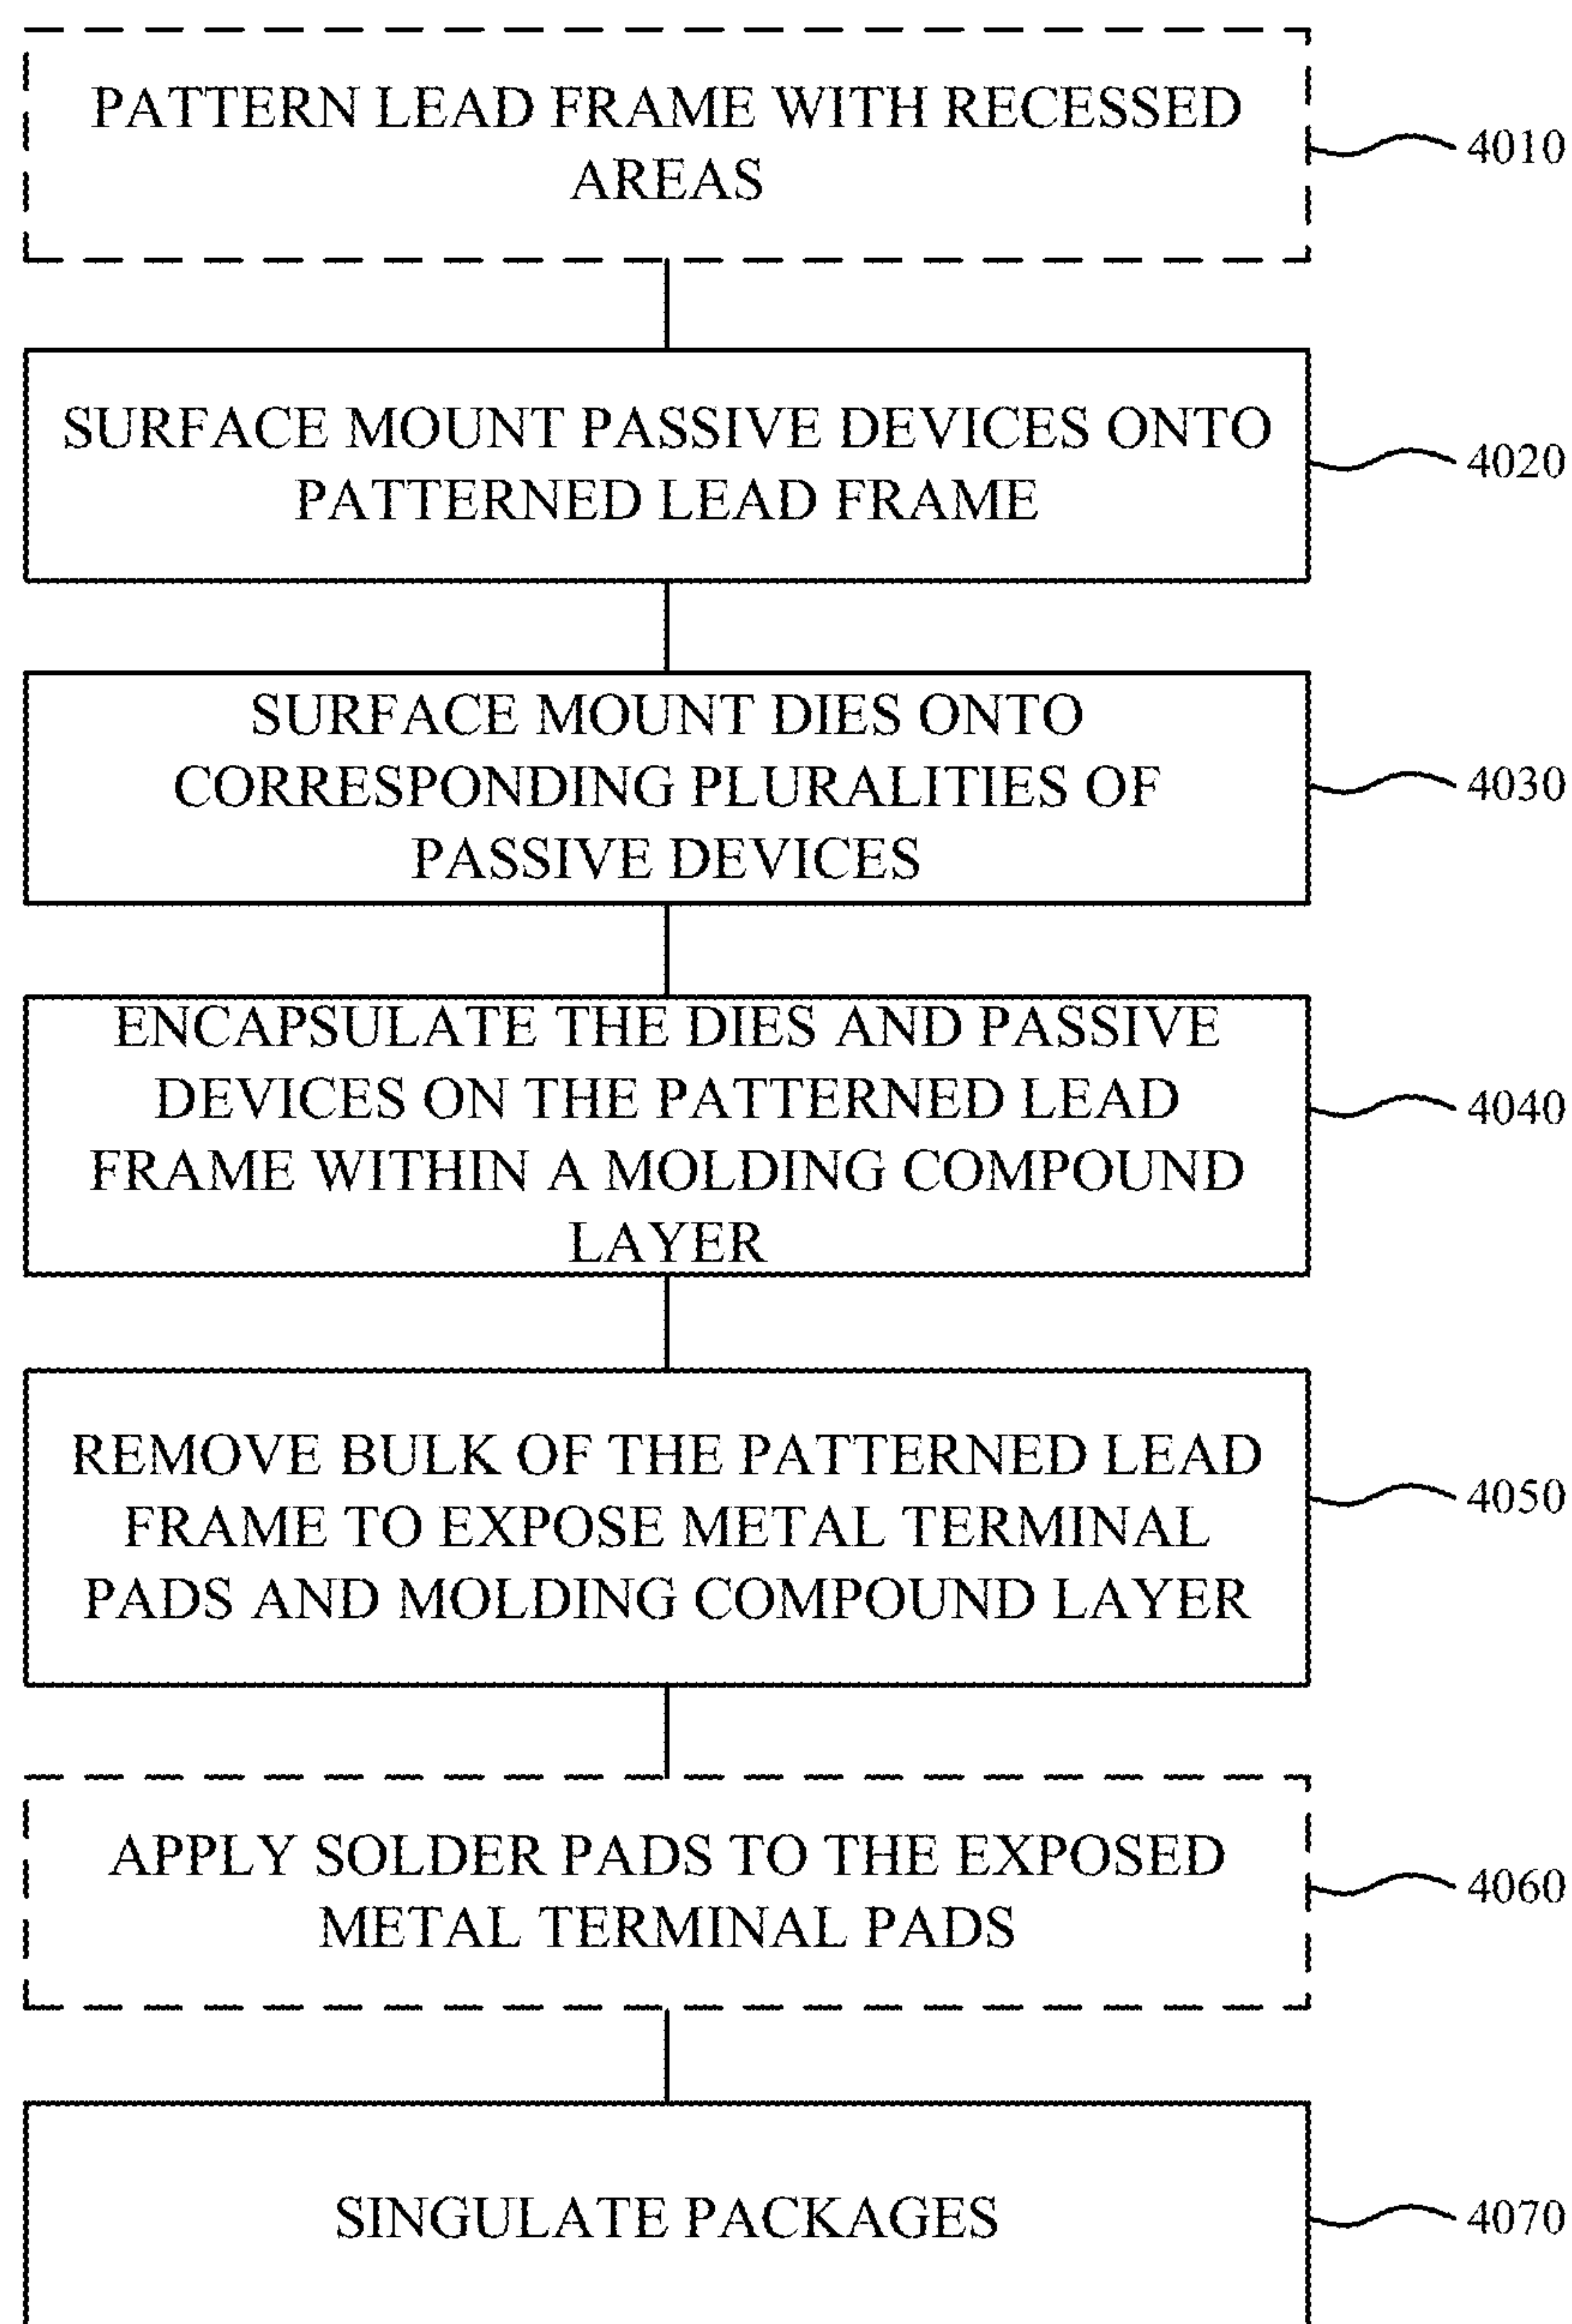 PATTERN LEAD FRAME WITH RECESSED
AREAS
4010
SURFACE MOUNT PASSIVE DEVICES ONTO
PATTERNED LEAD FRAME
4020
SURFACE MOUNT DIES ONTO
CORRESPONDING PLURALITIES OF
PASSIVE DEVICES
4030
ENCAPSULATE THE DIES AND PASSIVE
DEVICES ON THE PATTERNED LEAD
FRAME WITHIN A MOLDING COMPOUND
LAYER
4040
REMOVE BULK OF THE PATTERNED LEAD
FRAME TO EXPOSE METAL TERMINAL
PADS AND MOLDING COMPOUND LAYER
4050
APPLY SOLDER PADS TO THE EXPOSED
METAL TERMINAL PADS
4060
SINGULATE PACKAGES
4070